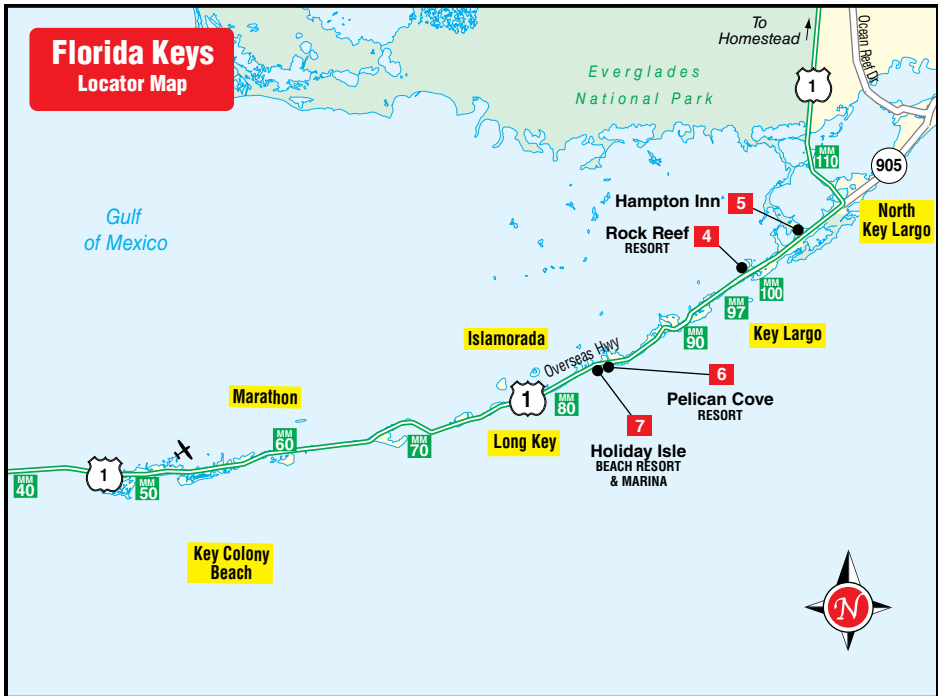 Florida Keys
Locator Map
To
Homestead
Ocean Reef Dr.
Everglades
National Park
1
MM
110
905
Hampton Inn 5
North
Key Largo
Rock Reef 4
RESORT
Gulf
of Mexico
MM
100
MM
97
Key Largo
MM
90
Islamorada
Overseas Hwy
6
Pelican Cove
RESORT
1
MM
80
Marathon
7
Holiday Isle
BEACH RESORT
& MARINA
Long Key
MM
70
MM
60
1
MM
50
MM
40
Key Colony
Beach
N